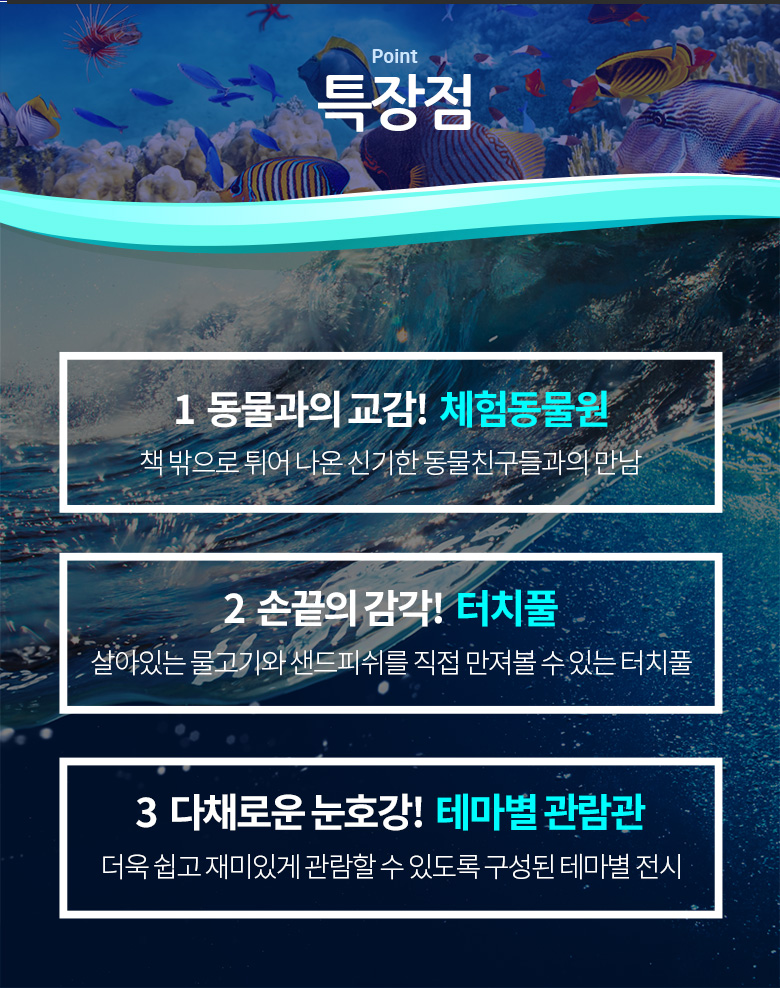 Point
특장점
1 동물과의 교감! 체험동물원
책 밖으로 튀어 나온 신기한 동물친구들과의 만남
2 손끝의 감각! 터치풀
살아있는 물고기와 샌드피쉬를 직접 만져볼 수 있는 터치풀
3 다채로운 눈호강! 테마별 관람관
더욱 쉽고 재미있게 관람할 수 있도록 구성된 테마별 전시